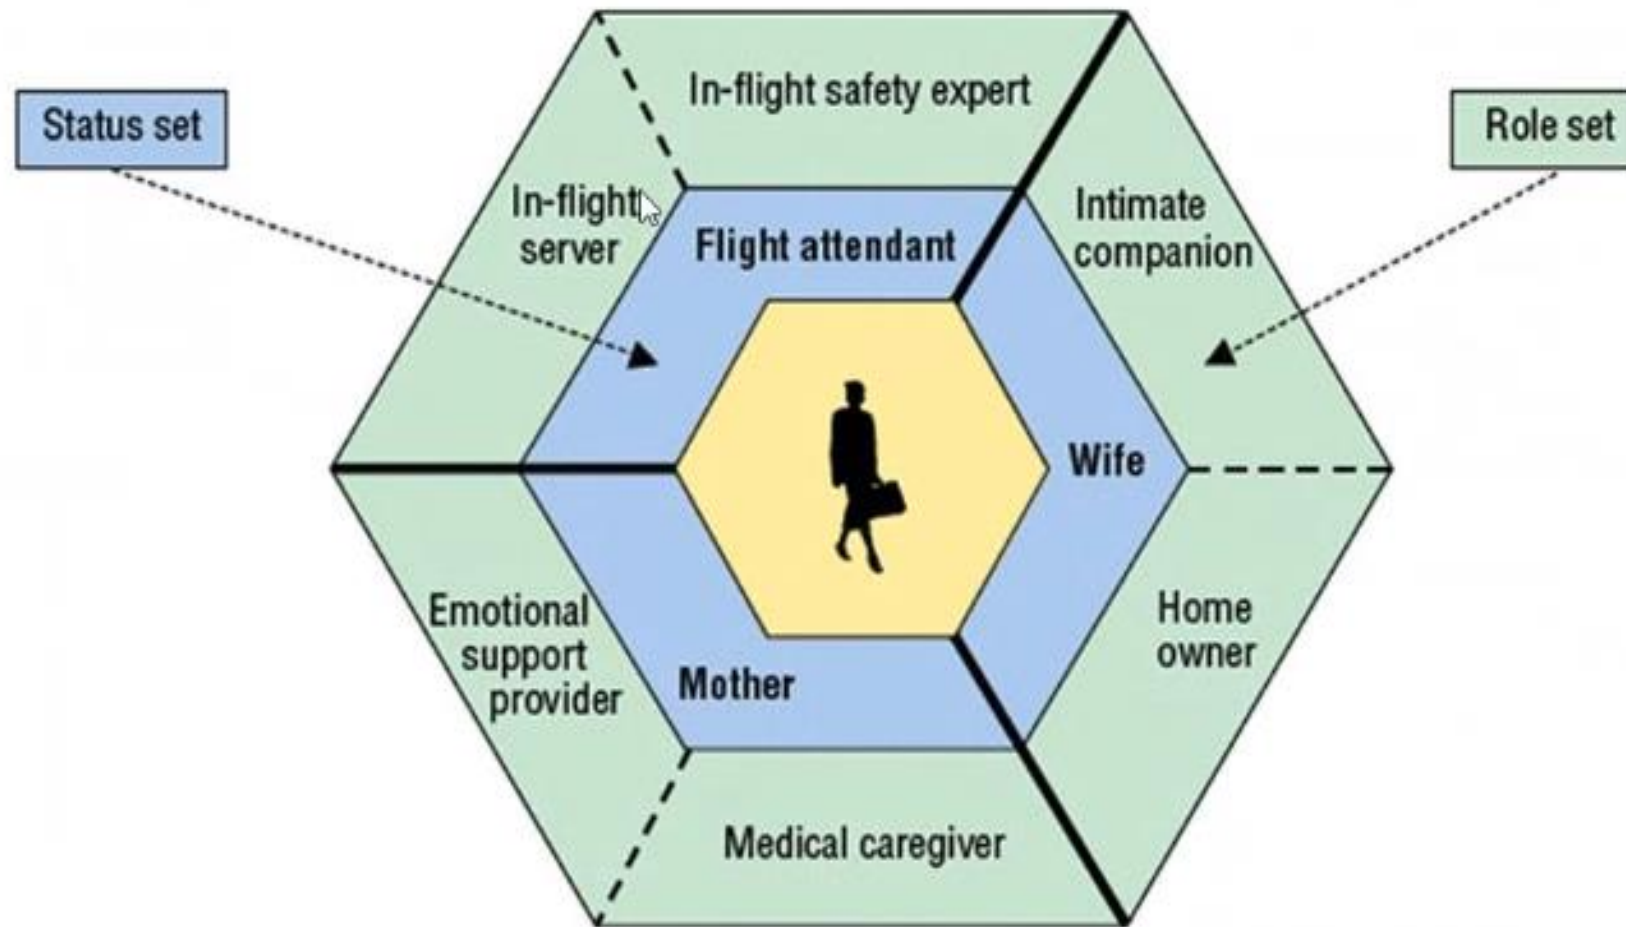 In-flight safety expert
Status set
Role set
In-flight
server
Intimate
companion
Flight attendant
Wife
Emotional
support
provider
Home
owner
Mother
Medical caregiver